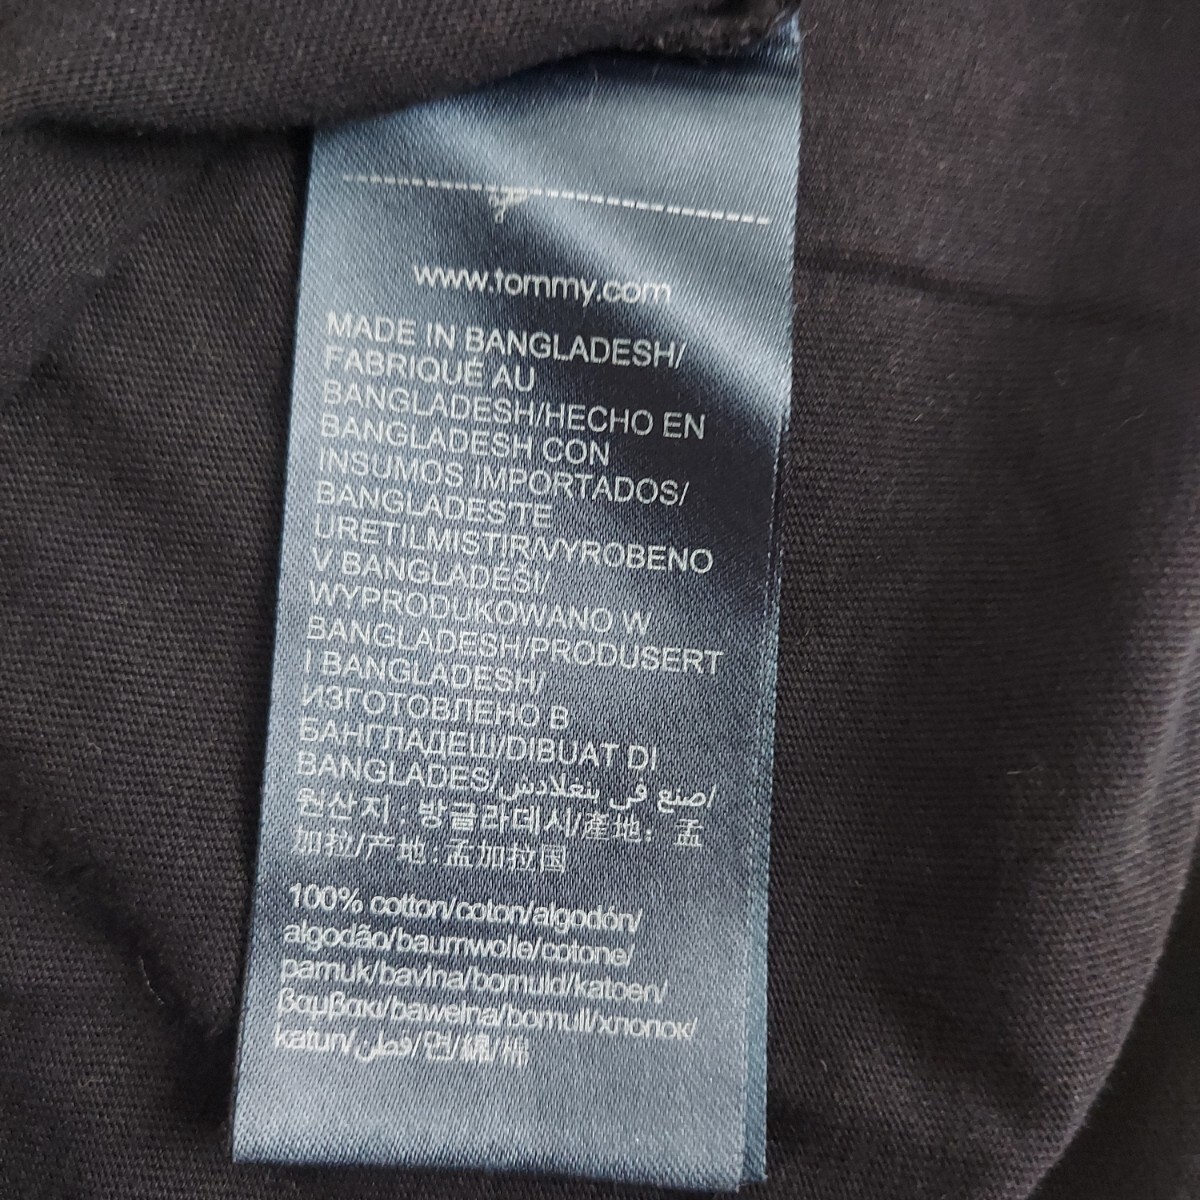 www.tommy.com
MADE IN BANGLADESH/
FABRIQUÉ AU
BANGLADESH/HECHO EN
BANGLADESH CON
INSUMOS IMPORTADOS/
BANGLADES'TE
URETILMISTIR/VYROBENO
V BANGLADÉŠI/
WYPRODUKOWANO W
BANGLADESH/PRODUSERT
I BANGLADESH/
ИЗГОТОВЛЕНО В
БАНГЛАДЕШ/DIBUAT DI
BANGLADES/صنع في بنغلادش/
원산지 : 방글라데시/產地: 孟
加拉/产地 : 孟加拉国
100% cotton/coton/algodón/
algodão/baumwolle/cotone/
pamuk/bavlna/bomuld/katoen/
βαμβακι/bawełna/bomull/хлопок/
katun/قطن/면/綿/棉